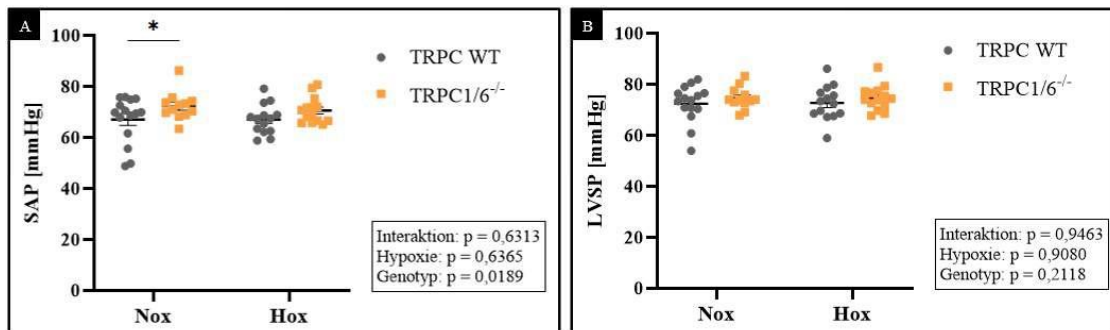 A
*
TRPC WT
TRPC1/6-/-
SAP [mmHg]
100
80
60
40
20
0
Nox Hox
Interaktion: p = 0,6313
Hypoxie: p = 0,6365
Genotyp: p = 0,0189
B
TRPC WT
TRPC1/6-/-
LVSP [mmHg]
100
80
60
40
20
0
Nox Hox
Interaktion: p = 0,9463
Hypoxie: p = 0,9080
Genotyp: p = 0,2118